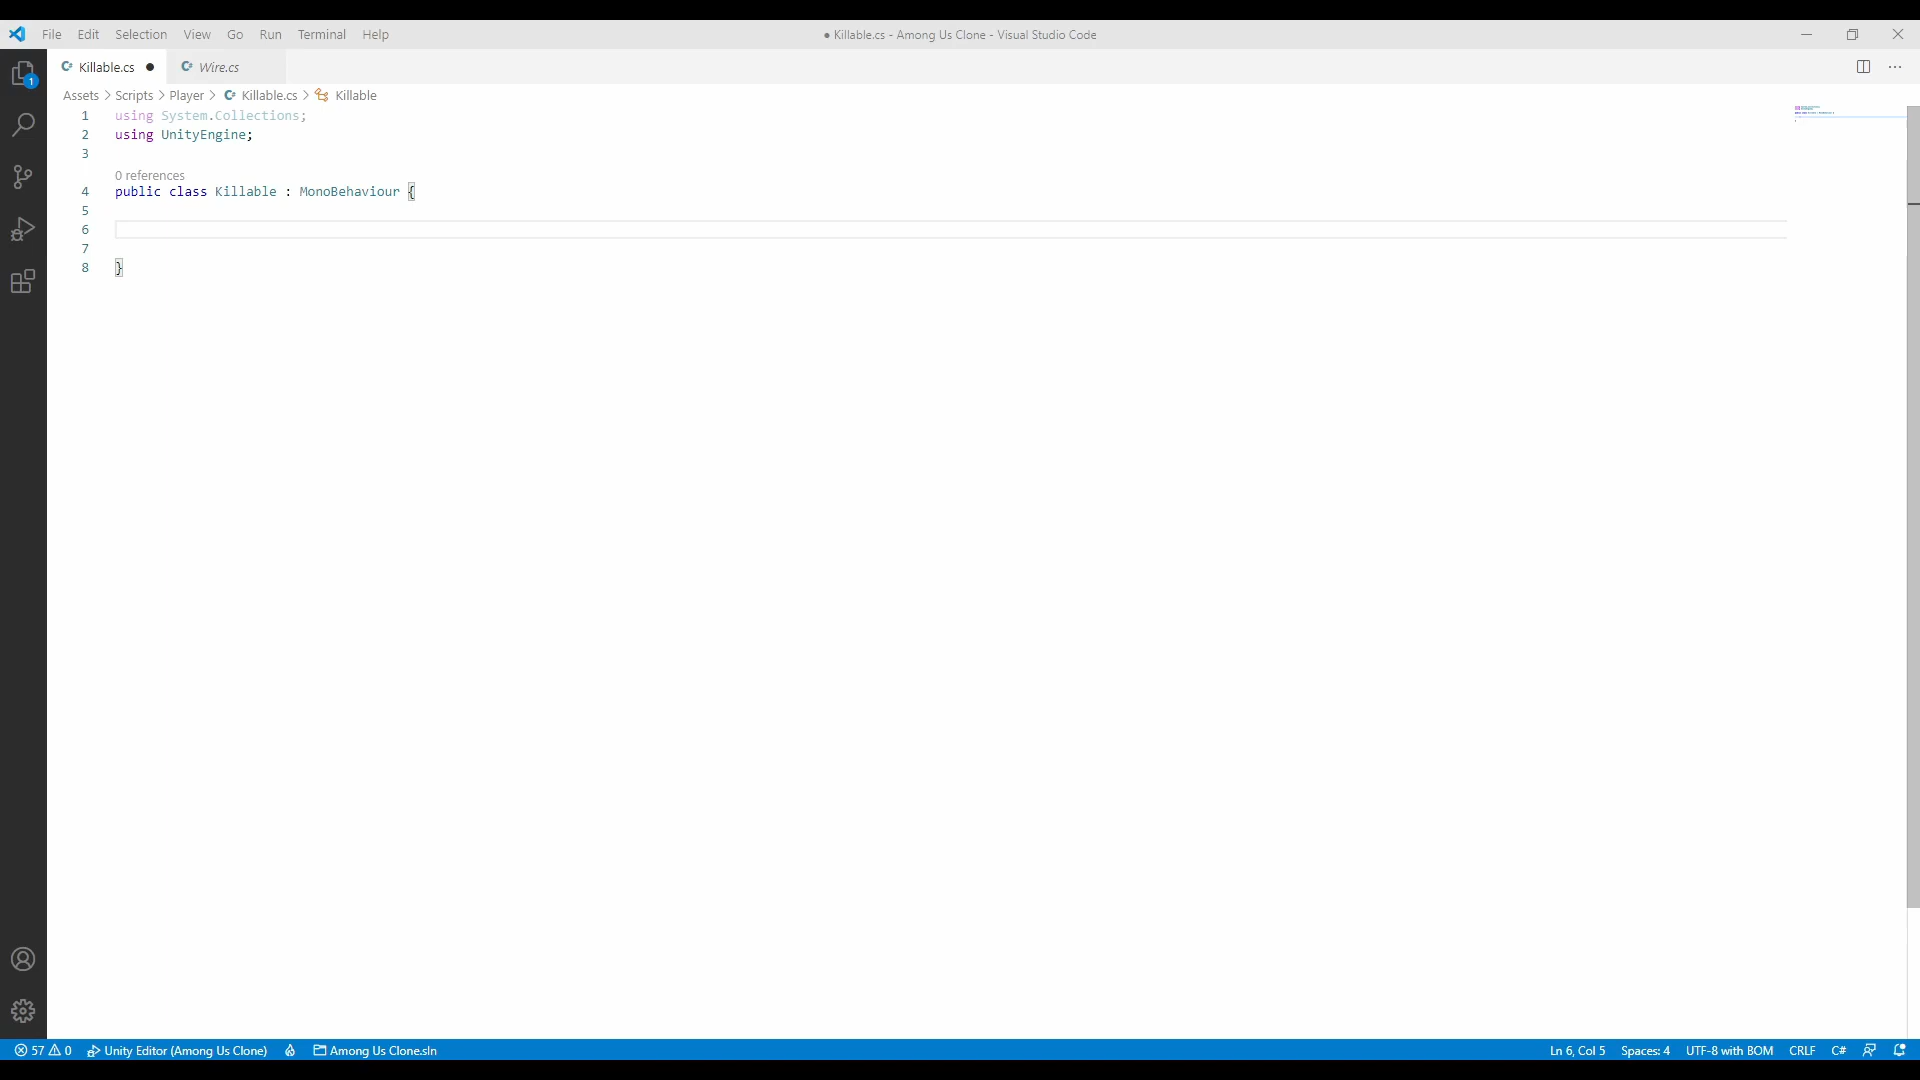 File Edit Selection View Go Run Terminal Help
● Killable.cs - Among Us Clone - Visual Studio Code
Killable.cs ●
Wire.cs
Assets > Scripts > Player > Killable.cs > Killable
1 using System.Collections;
2 using UnityEngine;
3
0 references
4 public class Killable : MonoBehaviour {
5
6
7
8 }
1
57 0 Unity Editor (Among Us Clone) Among Us Clone.sln
Ln 6, Col 5 Spaces: 4 UTF-8 with BOM CRLF C#